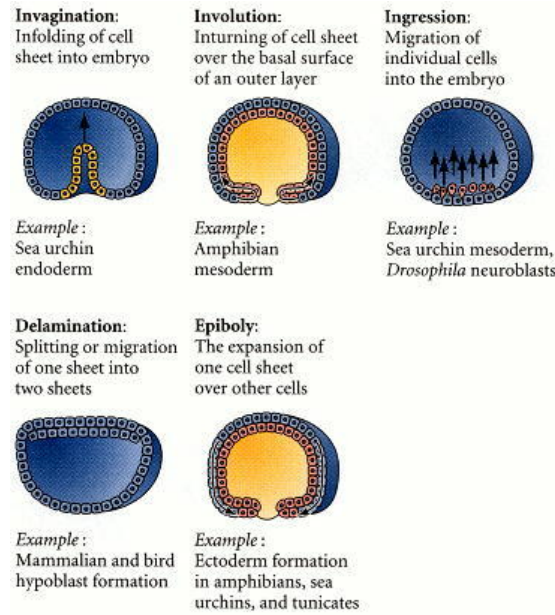 Invagination:
Infolding of cell
sheet into embryo
Example :
Sea urchin
endoderm
Involution:
Inturning of cell sheet
over the basal surface
of an outer layer
Example :
Amphibian
mesoderm
Ingression:
Migration of
individual cells
into the embryo
Example :
Sea urchin mesoderm,
Drosophila neuroblasts
Delamination:
Splitting or migration
of one sheet into
two sheets
Example :
Mammalian and bird
hypoblast formation
Epiboly:
The expansion of
one cell sheet
over other cells
Example :
Ectoderm formation
in amphibians, sea
urchins, and tunicates